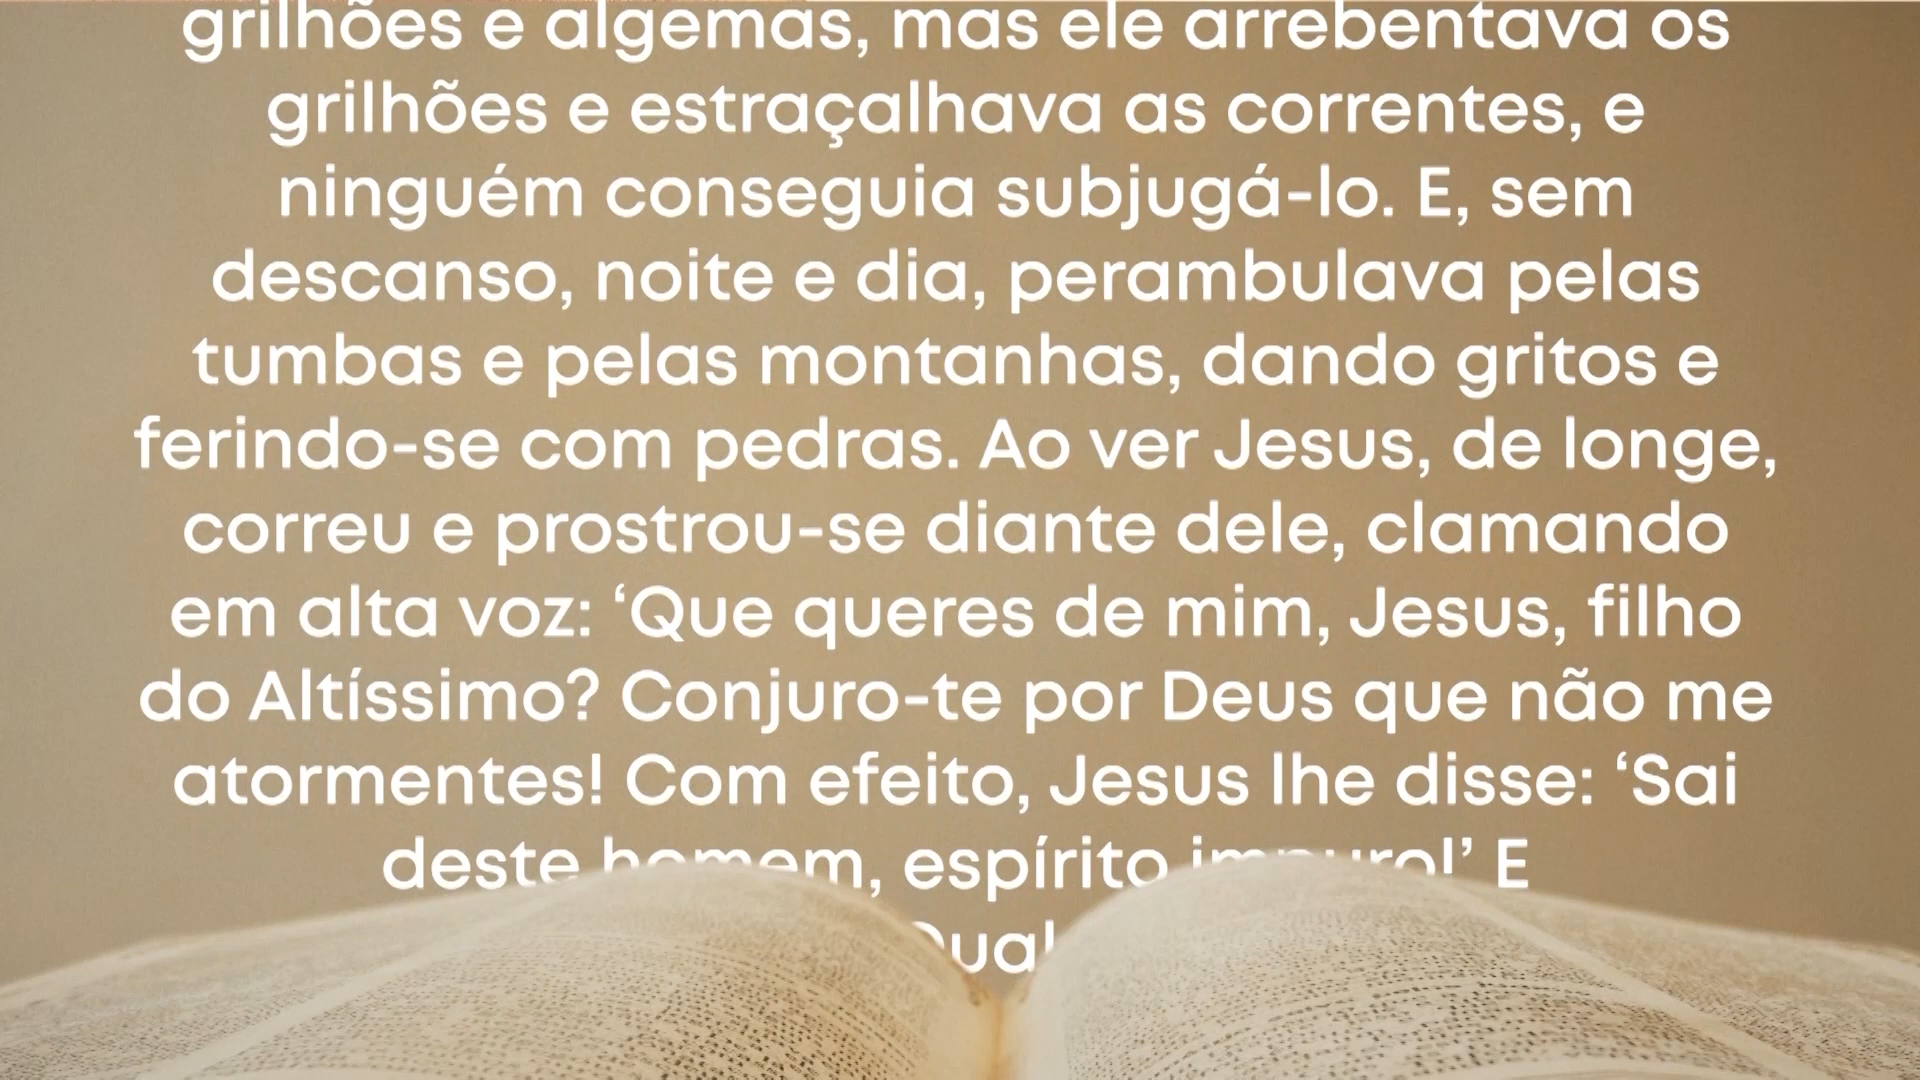 grilhões e algemas, mas ele arrebentava os
grilhões e estraçalhava as correntes, e
ninguém conseguia subjugá-lo. E, sem
descanso, noite e dia, perambulava pelas
tumbas e pelas montanhas, dando gritos e
ferindo-se com pedras. Ao ver Jesus, de longe,
correu e prostrou-se diante dele, clamando
em alta voz: ‘Que queres de mim, Jesus, filho
do Altíssimo? Conjuro-te por Deus que não me
atormentes! Com efeito, Jesus lhe disse: ‘Sai
deste homem, espírito impuro!’ E
Qual